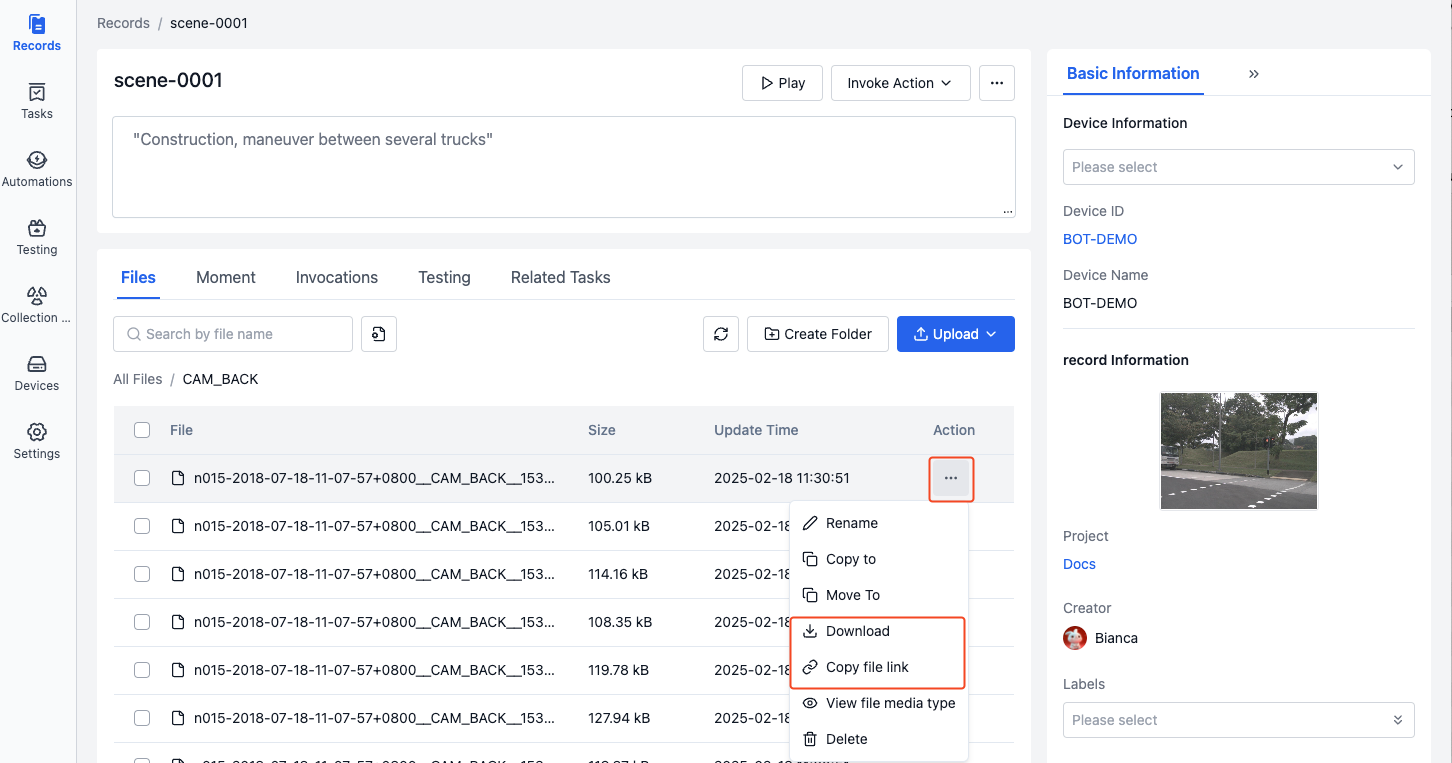 Records / scene-0001
Records
Tasks
Automations
Testing
Collection ...
Devices
Settings
scene-0001
Play
Invoke Action
...
"Construction, maneuver between several trucks"
...
Files Moment Invocations Testing Related Tasks
Search by file name
Create Folder
Upload
All Files / CAM_BACK
File Size Update Time Action
n015-2018-07-18-11-07-57+0800__CAM_BACK__153... 100.25 kB 2025-02-18 11:30:51 ...
n015-2018-07-18-11-07-57+0800__CAM_BACK__153... 105.01 kB 2025-02-18
n015-2018-07-18-11-07-57+0800__CAM_BACK__153... 114.16 kB 2025-02-18
n015-2018-07-18-11-07-57+0800__CAM_BACK__153... 108.35 kB 2025-02-18
n015-2018-07-18-11-07-57+0800__CAM_BACK__153... 119.78 kB 2025-02-18
n015-2018-07-18-11-07-57+0800__CAM_BACK__153... 127.94 kB 2025-02-18
Rename
Copy to
Move To
Download
Copy file link
View file media type
Delete
Basic Information
Device Information
Please select
Device ID
BOT-DEMO
Device Name
BOT-DEMO
record Information
Project
Docs
Creator
Bianca
Labels
Please select